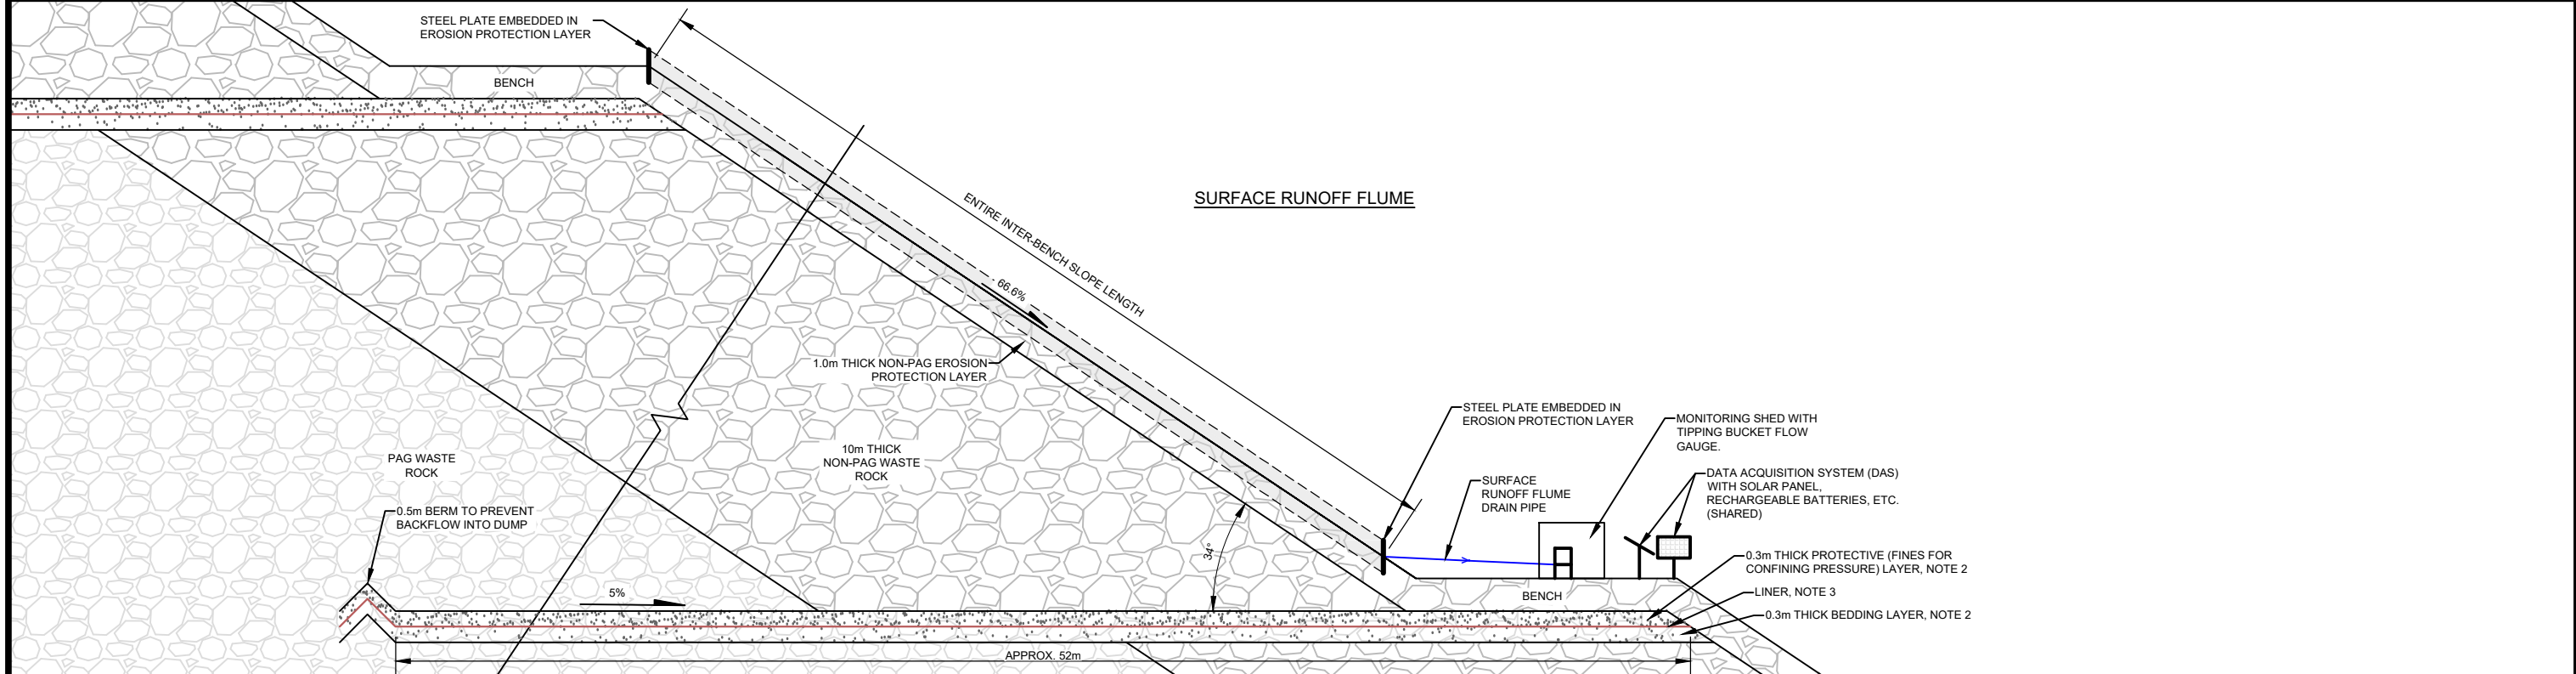 STEEL PLATE EMBEDDED IN
EROSION PROTECTION LAYER
BENCH
SURFACE RUNOFF FLUME
ENTIRE INTER-BENCH SLOPE LENGTH
66.6%
1.0m THICK NON-PAG EROSION
PROTECTION LAYER
STEEL PLATE EMBEDDED IN
EROSION PROTECTION LAYER
MONITORING SHED WITH
TIPPING BUCKET FLOW
GAUGE.
PAG WASTE
ROCK
10m THICK
NON-PAG WASTE
ROCK
SURFACE
RUNOFF FLUME
DRAIN PIPE
DATA ACQUISITION SYSTEM (DAS)
WITH SOLAR PANEL,
RECHARGEABLE BATTERIES, ETC.
(SHARED)
0.5m BERM TO PREVENT
BACKFLOW INTO DUMP
34°
0.3m THICK PROTECTIVE (FINES FOR
CONFINING PRESSURE) LAYER, NOTE 2
5%
BENCH
LINER, NOTE 3
0.3m THICK BEDDING LAYER, NOTE 2
APPROX. 52m